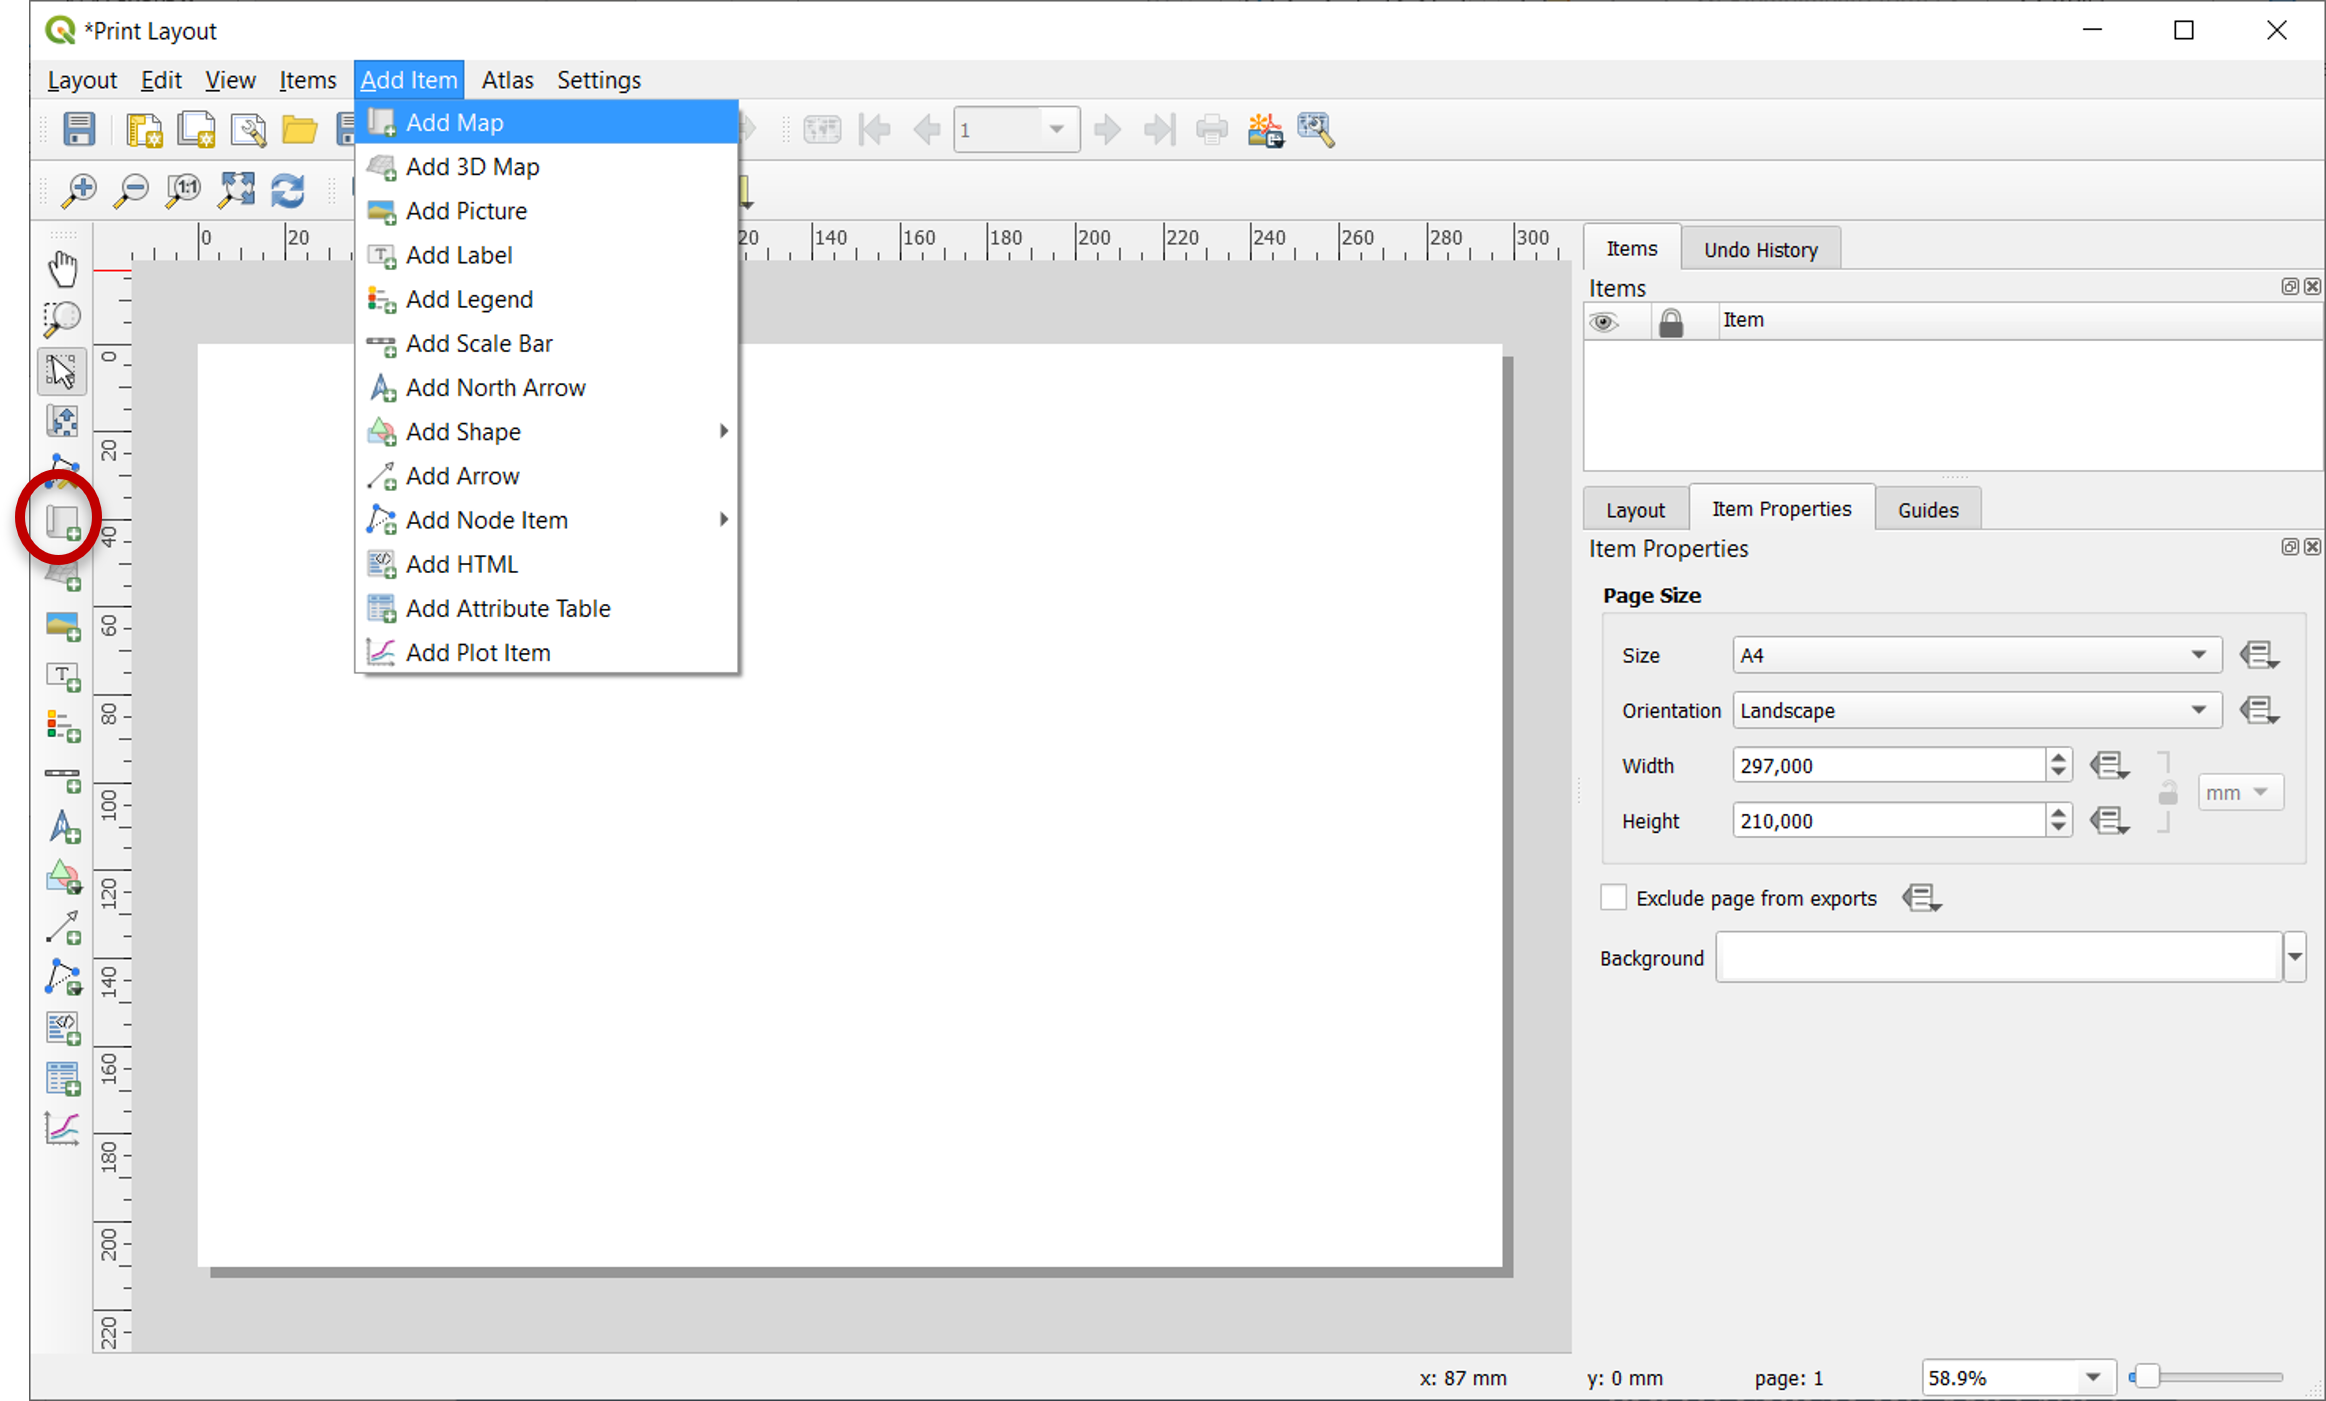 *Print Layout
Layout Edit View Items Add Item Atlas Settings
Add Map
1
Add 3D Map
1:1
Add Picture
Add Label
Add Legend
Add Scale Bar
Add North Arrow
Add Shape
Add Arrow
Add Node Item
Add HTML
Add Attribute Table
Add Plot Item
0 20 20 140 160 180 200 220 240 260 280 300
0
20
40
60
80
100
120
140
160
180
200
220
Items Undo History
Items
Item
Layout Item Properties Guides
Item Properties
Page Size
Size A4
Orientation Landscape
Width 297,000
mm
Height 210,000
Exclude page from exports
Background
x: 87 mm y: 0 mm page: 1 58.9%